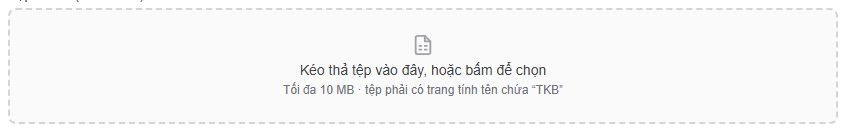 Kéo thả tệp vào đây, hoặc bấm để chọn
Tối đa 10 MB · tệp phải có trang tính tên chứa “TKB”